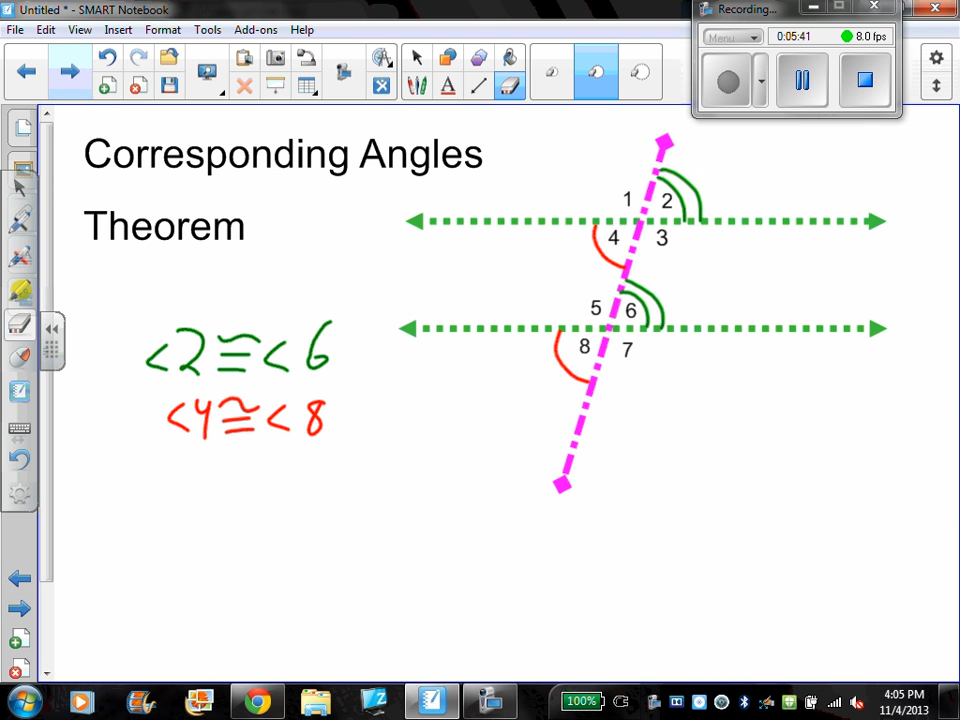 Untitled * - SMART Notebook
Recording...
File Edit View Insert Format Tools Add-ons Help
Menu 0:05:41 8.0 fps
Corresponding Angles
Theorem
1 2
4 3
5 6
8 7
<2≅<6
<4≅<8
100%
4:05 PM
11/4/2013